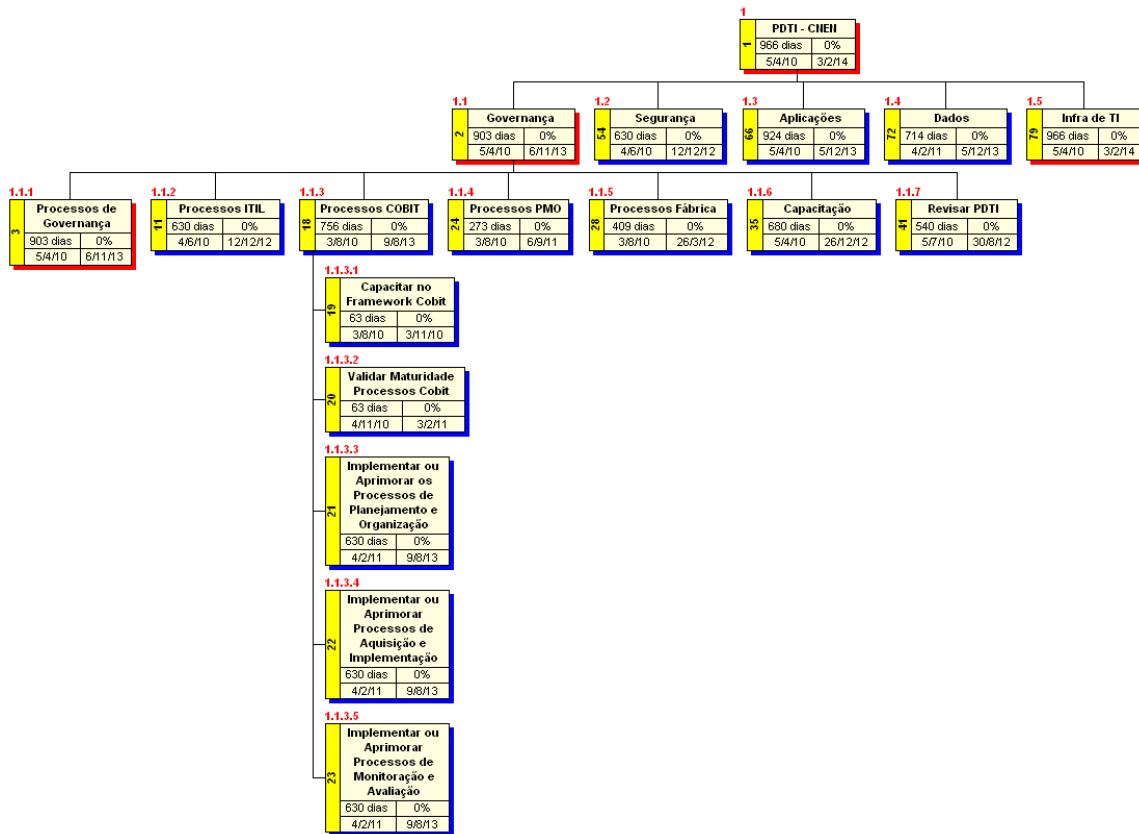 1
PDTI - CNEN
1
966 dias 0%
5/4/10 3/2/14
1.1
Governança
2
903 dias 0%
5/4/10 6/11/13
1.2
Segurança
54
630 dias 0%
4/6/10 12/12/12
1.3
Aplicações
66
924 dias 0%
5/4/10 5/12/13
1.4
Dados
72
714 dias 0%
4/2/11 5/12/13
1.5
Infra de TI
79
966 dias 0%
5/4/10 3/2/14
1.1.1
Processos de
Governança
3
903 dias 0%
5/4/10 6/11/13
1.1.2
Processos ITIL
11
630 dias 0%
4/6/10 12/12/12
1.1.3
Processos COBIT
18
756 dias 0%
3/8/10 9/8/13
1.1.4
Processos PMO
24
273 dias 0%
3/8/10 6/9/11
1.1.5
Processos Fábrica
28
409 dias 0%
3/8/10 26/3/12
1.1.6
Capacitação
35
680 dias 0%
5/4/10 26/12/12
1.1.7
Revisar PDTI
41
540 dias 0%
5/7/10 30/8/12
1.1.3.1
Capacitar no
Framework Cobit
19
63 dias 0%
3/8/10 3/11/10
1.1.3.2
Validar Maturidade
Processos Cobit
20
63 dias 0%
4/11/10 3/2/11
1.1.3.3
Implementar ou
Aprimorar os
Processos de
Planejamento e
Organização
21
630 dias 0%
4/2/11 9/8/13
1.1.3.4
Implementar ou
Aprimorar
Processos de
Aquisição e
Implementação
22
630 dias 0%
4/2/11 9/8/13
1.1.3.5
Implementar ou
Aprimorar
Processos de
Monitoração e
Avaliação
23
630 dias 0%
4/2/11 9/8/13